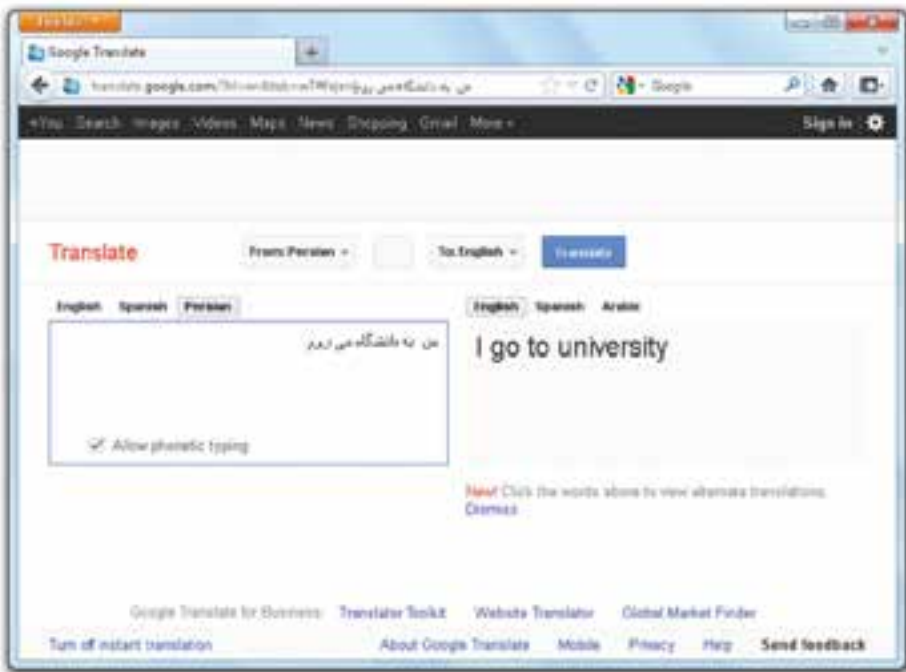 Google Translate
+You Search Images Videos Maps News Shopping Gmail More
Sign in
Translate
From: Persian
To: English
Translate
English Spanish Persian
English Spanish Arabic
من به دانشگاه می
I go to university
Allow phonetic typing
New! Click the words above to view alternate translations.
Dismiss
Google Translate for Business: Translator Toolkit Website Translator Global Market Finder
Turn off instant translation About Google Translate Mobile Privacy Help Send feedback